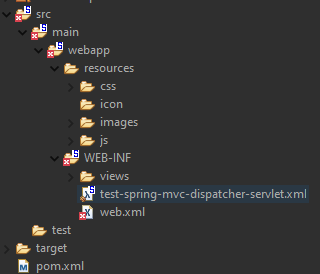 src
main
webapp
resources
css
icon
images
js
WEB-INF
views
test-spring-mvc-dispatcher-servlet.xml
web.xml
test
target
pom.xml